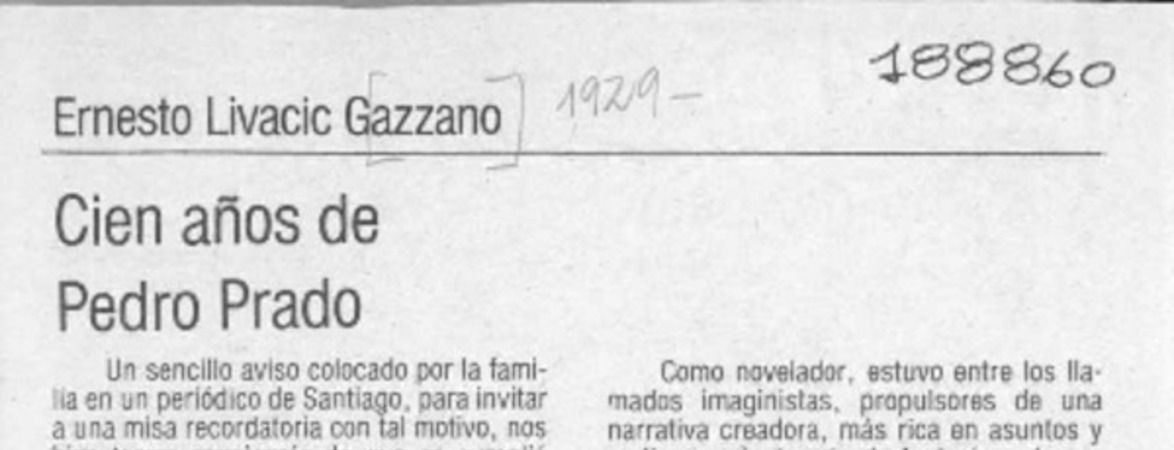 188860
Ernesto Livacic [Gazzano] 1929-
Cien años de
Pedro Prado
Un sencillo aviso colocado por la fami-
lia en un periódico de Santiago, para invitar
a una misa recordatoria con tal motivo, nos
Como novelador, estuvo entre los lla-
mados imaginistas, propulsores de una
narrativa creadora, más rica en asuntos y